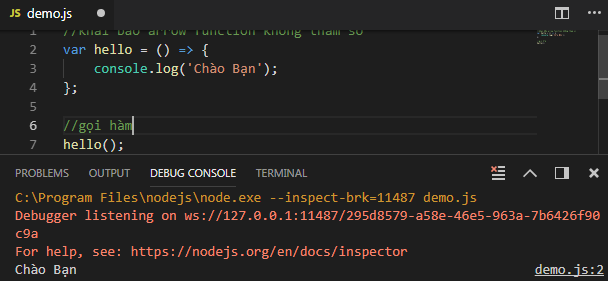 JS demo.js
1 //Khai báo arrow function không tham số
2 var hello = () => {
3 console.log('Chào Bạn');
4 };
5
6 //gọi hàm
7 hello();
PROBLEMS OUTPUT DEBUG CONSOLE TERMINAL
C:\Program Files\nodejs\node.exe --inspect-brk=11487 demo.js
Debugger listening on ws://127.0.0.1:11487/295d8579-a58e-46e5-963a-7b6426f90
c9a
For help, see: https://nodejs.org/en/docs/inspector
Chào Bạn demo.js:2